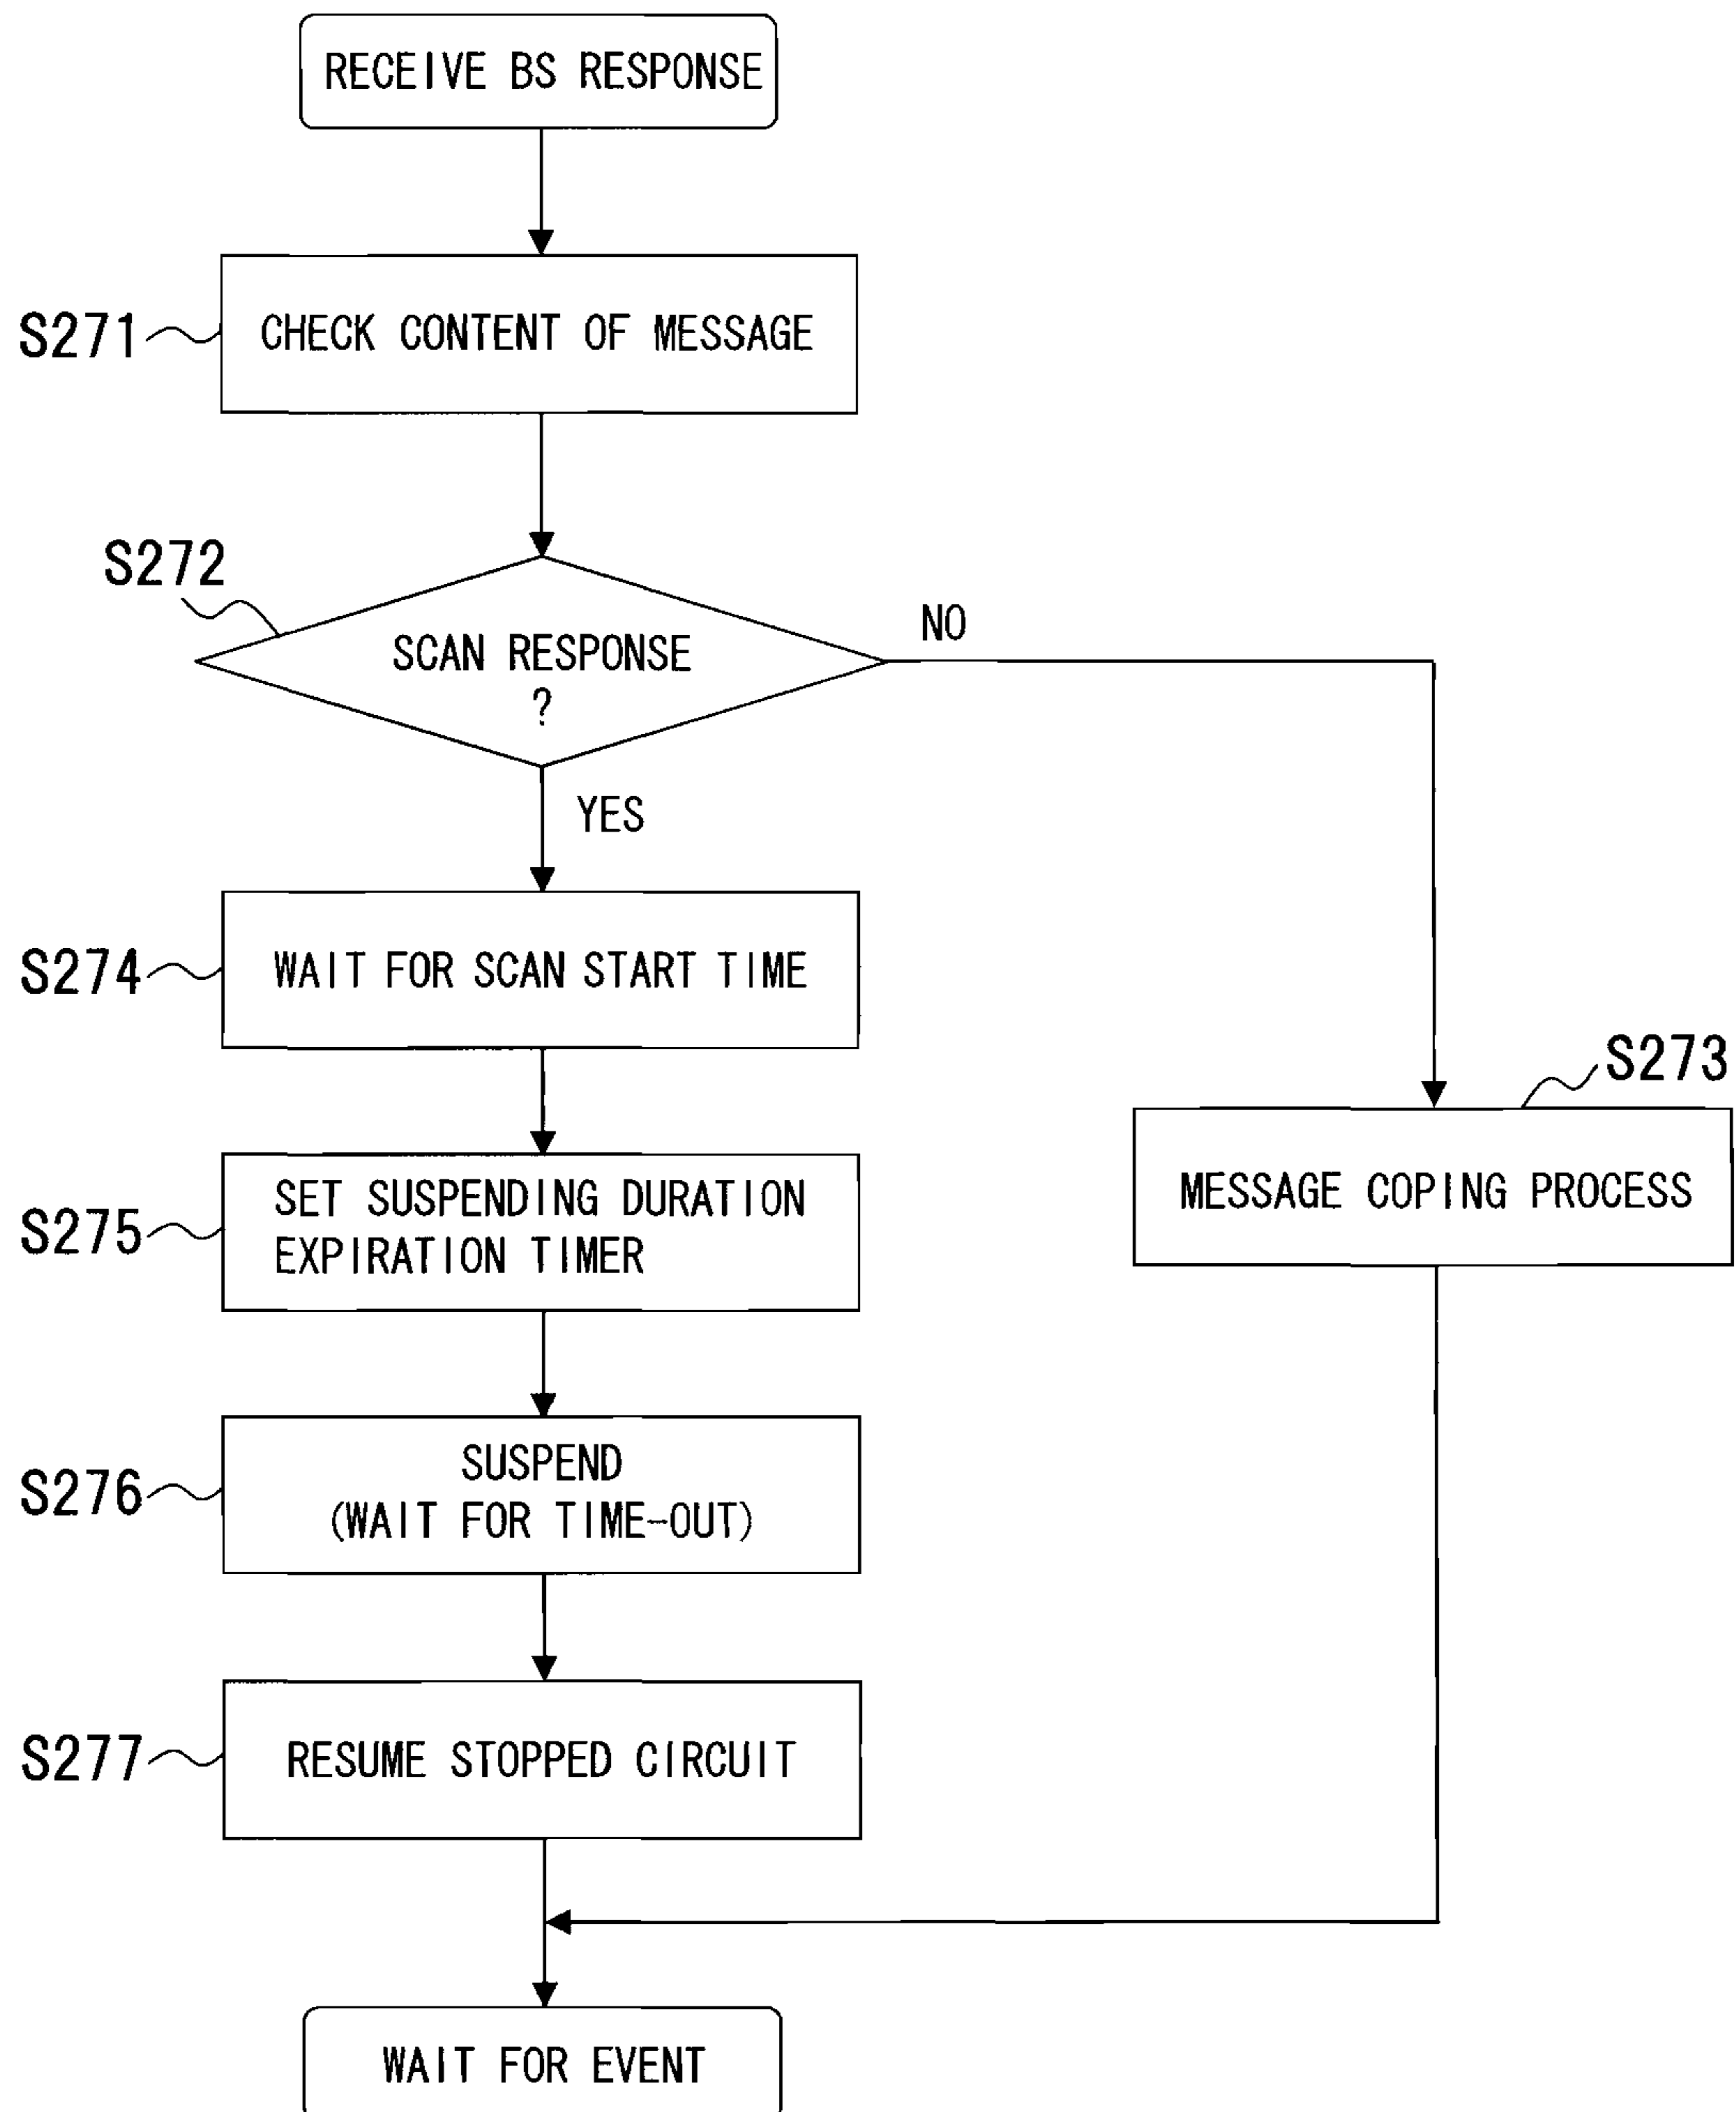 RECEIVE BS RESPONSE
S271
CHECK CONTENT OF MESSAGE
S272
SCAN RESPONSE
?
NO
YES
S274
WAIT FOR SCAN START TIME
S273
MESSAGE COPING PROCESS
S275
SET SUSPENDING DURATION
EXPIRATION TIMER
S276
SUSPEND
(WAIT FOR TIME-OUT)
S277
RESUME STOPPED CIRCUIT
WAIT FOR EVENT